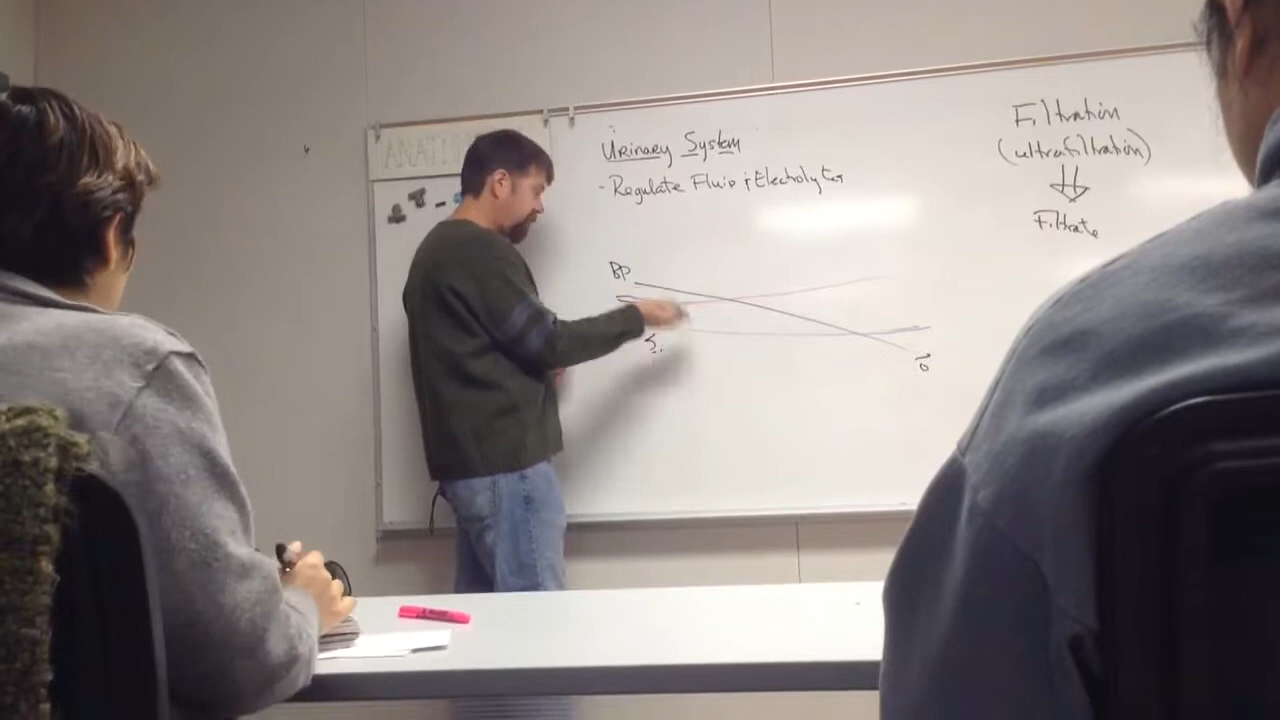 Urinary System
- Regulate Fluid & Electrolytes
Filtration
(ultrafiltration)
Filtrate
BP